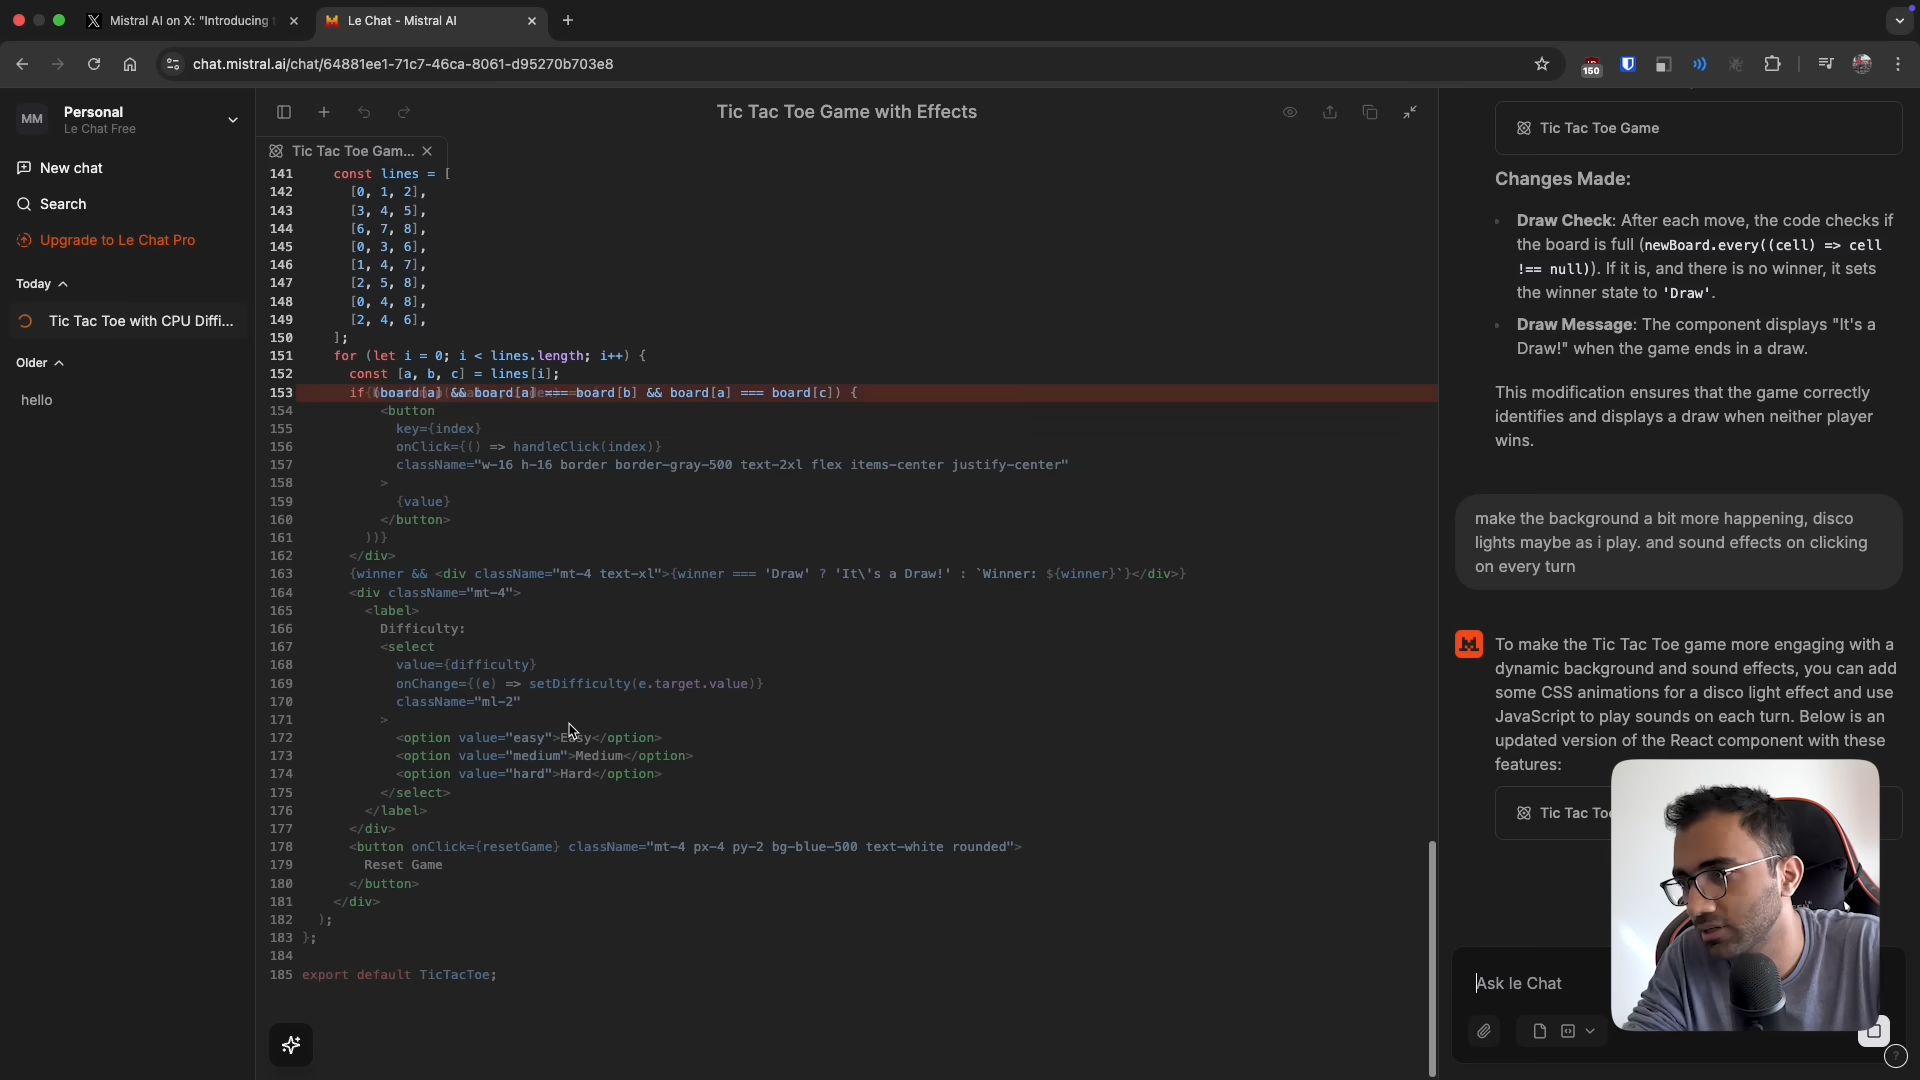 Mistral AI on X: "Introducing
Le Chat - Mistral AI
chat.mistral.ai/chat/64881ee1-71c7-46ca-8061-d95270b703e8
150
MM
Personal
Le Chat Free
New chat
Search
Upgrade to Le Chat Pro
Today
Tic Tac Toe with CPU Diffi...
Older
hello
Tic Tac Toe Game with Effects
Tic Tac Toe Gam...
141 const lines = [
142 [0, 1, 2],
143 [3, 4, 5],
144 [6, 7, 8],
145 [0, 3, 6],
146 [1, 4, 7],
147 [2, 5, 8],
148 [0, 4, 8],
149 [2, 4, 6],
150 ];
151 for (let i = 0; i < lines.length; i++) {
152 const [a, b, c] = lines[i];
153 if (board[a] && board[a] === board[b] && board[a] === board[c]) {
154 <button
155 key={index}
156 onClick={() => handleClick(index)}
157 className="w-16 h-16 border border-gray-500 text-2xl flex items-center justify-center"
158 >
159 {value}
160 </button>
161 ))}
162 </div>
163 {winner && <div className="mt-4 text-xl">{winner === 'Draw' ? 'It\'s a Draw!' : `Winner: ${winner}`}</div>}
164 <div className="mt-4">
165 <label>
166 Difficulty:
167 <select
168 value={difficulty}
169 onChange={(e) => setDifficulty(e.target.value)}
170 className="ml-2"
171 >
172 <option value="easy">Easy</option>
173 <option value="medium">Medium</option>
174 <option value="hard">Hard</option>
175 </select>
176 </label>
177 </div>
178 <button onClick={resetGame} className="mt-4 px-4 py-2 bg-blue-500 text-white rounded">
179 Reset Game
180 </button>
181 </div>
182 );
183 };
184
185 export default TicTacToe;
Tic Tac Toe Game
Changes Made:
• Draw Check: After each move, the code checks if
the board is full (newBoard.every((cell) => cell
!== null)). If it is, and there is no winner, it sets
the winner state to 'Draw'.
• Draw Message: The component displays "It's a
Draw!" when the game ends in a draw.
This modification ensures that the game correctly
identifies and displays a draw when neither player
wins.
make the background a bit more happening, disco
lights maybe as i play. and sound effects on clicking
on every turn
To make the Tic Tac Toe game more engaging with a
dynamic background and sound effects, you can add
some CSS animations for a disco light effect and use
JavaScript to play sounds on each turn. Below is an
updated version of the React component with these
features:
Tic Tac
Ask le Chat
?